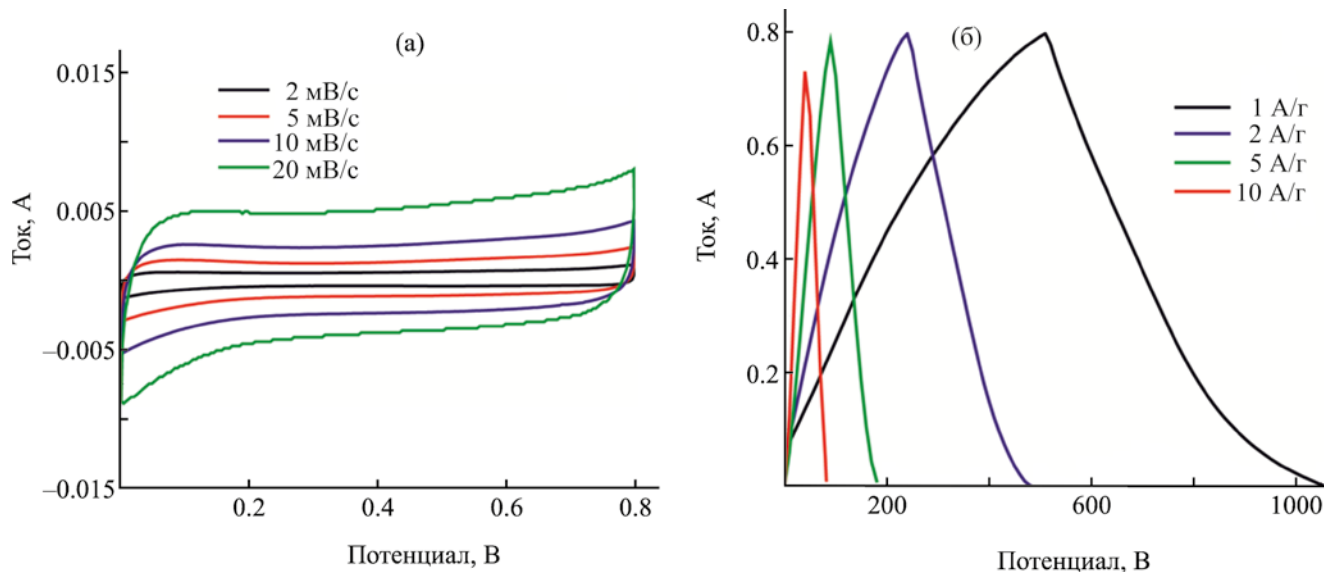 (а)
0.015
2 мВ/с
5 мВ/с
10 мВ/с
20 мВ/с
0.005
Ток, А
–0.005
–0.015
0.2
0.4
0.6
0.8
Потенциал, В
(б)
0.8
1 А/г
2 А/г
5 А/г
10 А/г
0.6
Ток, А
0.4
0.2
200
600
1000
Потенциал, В